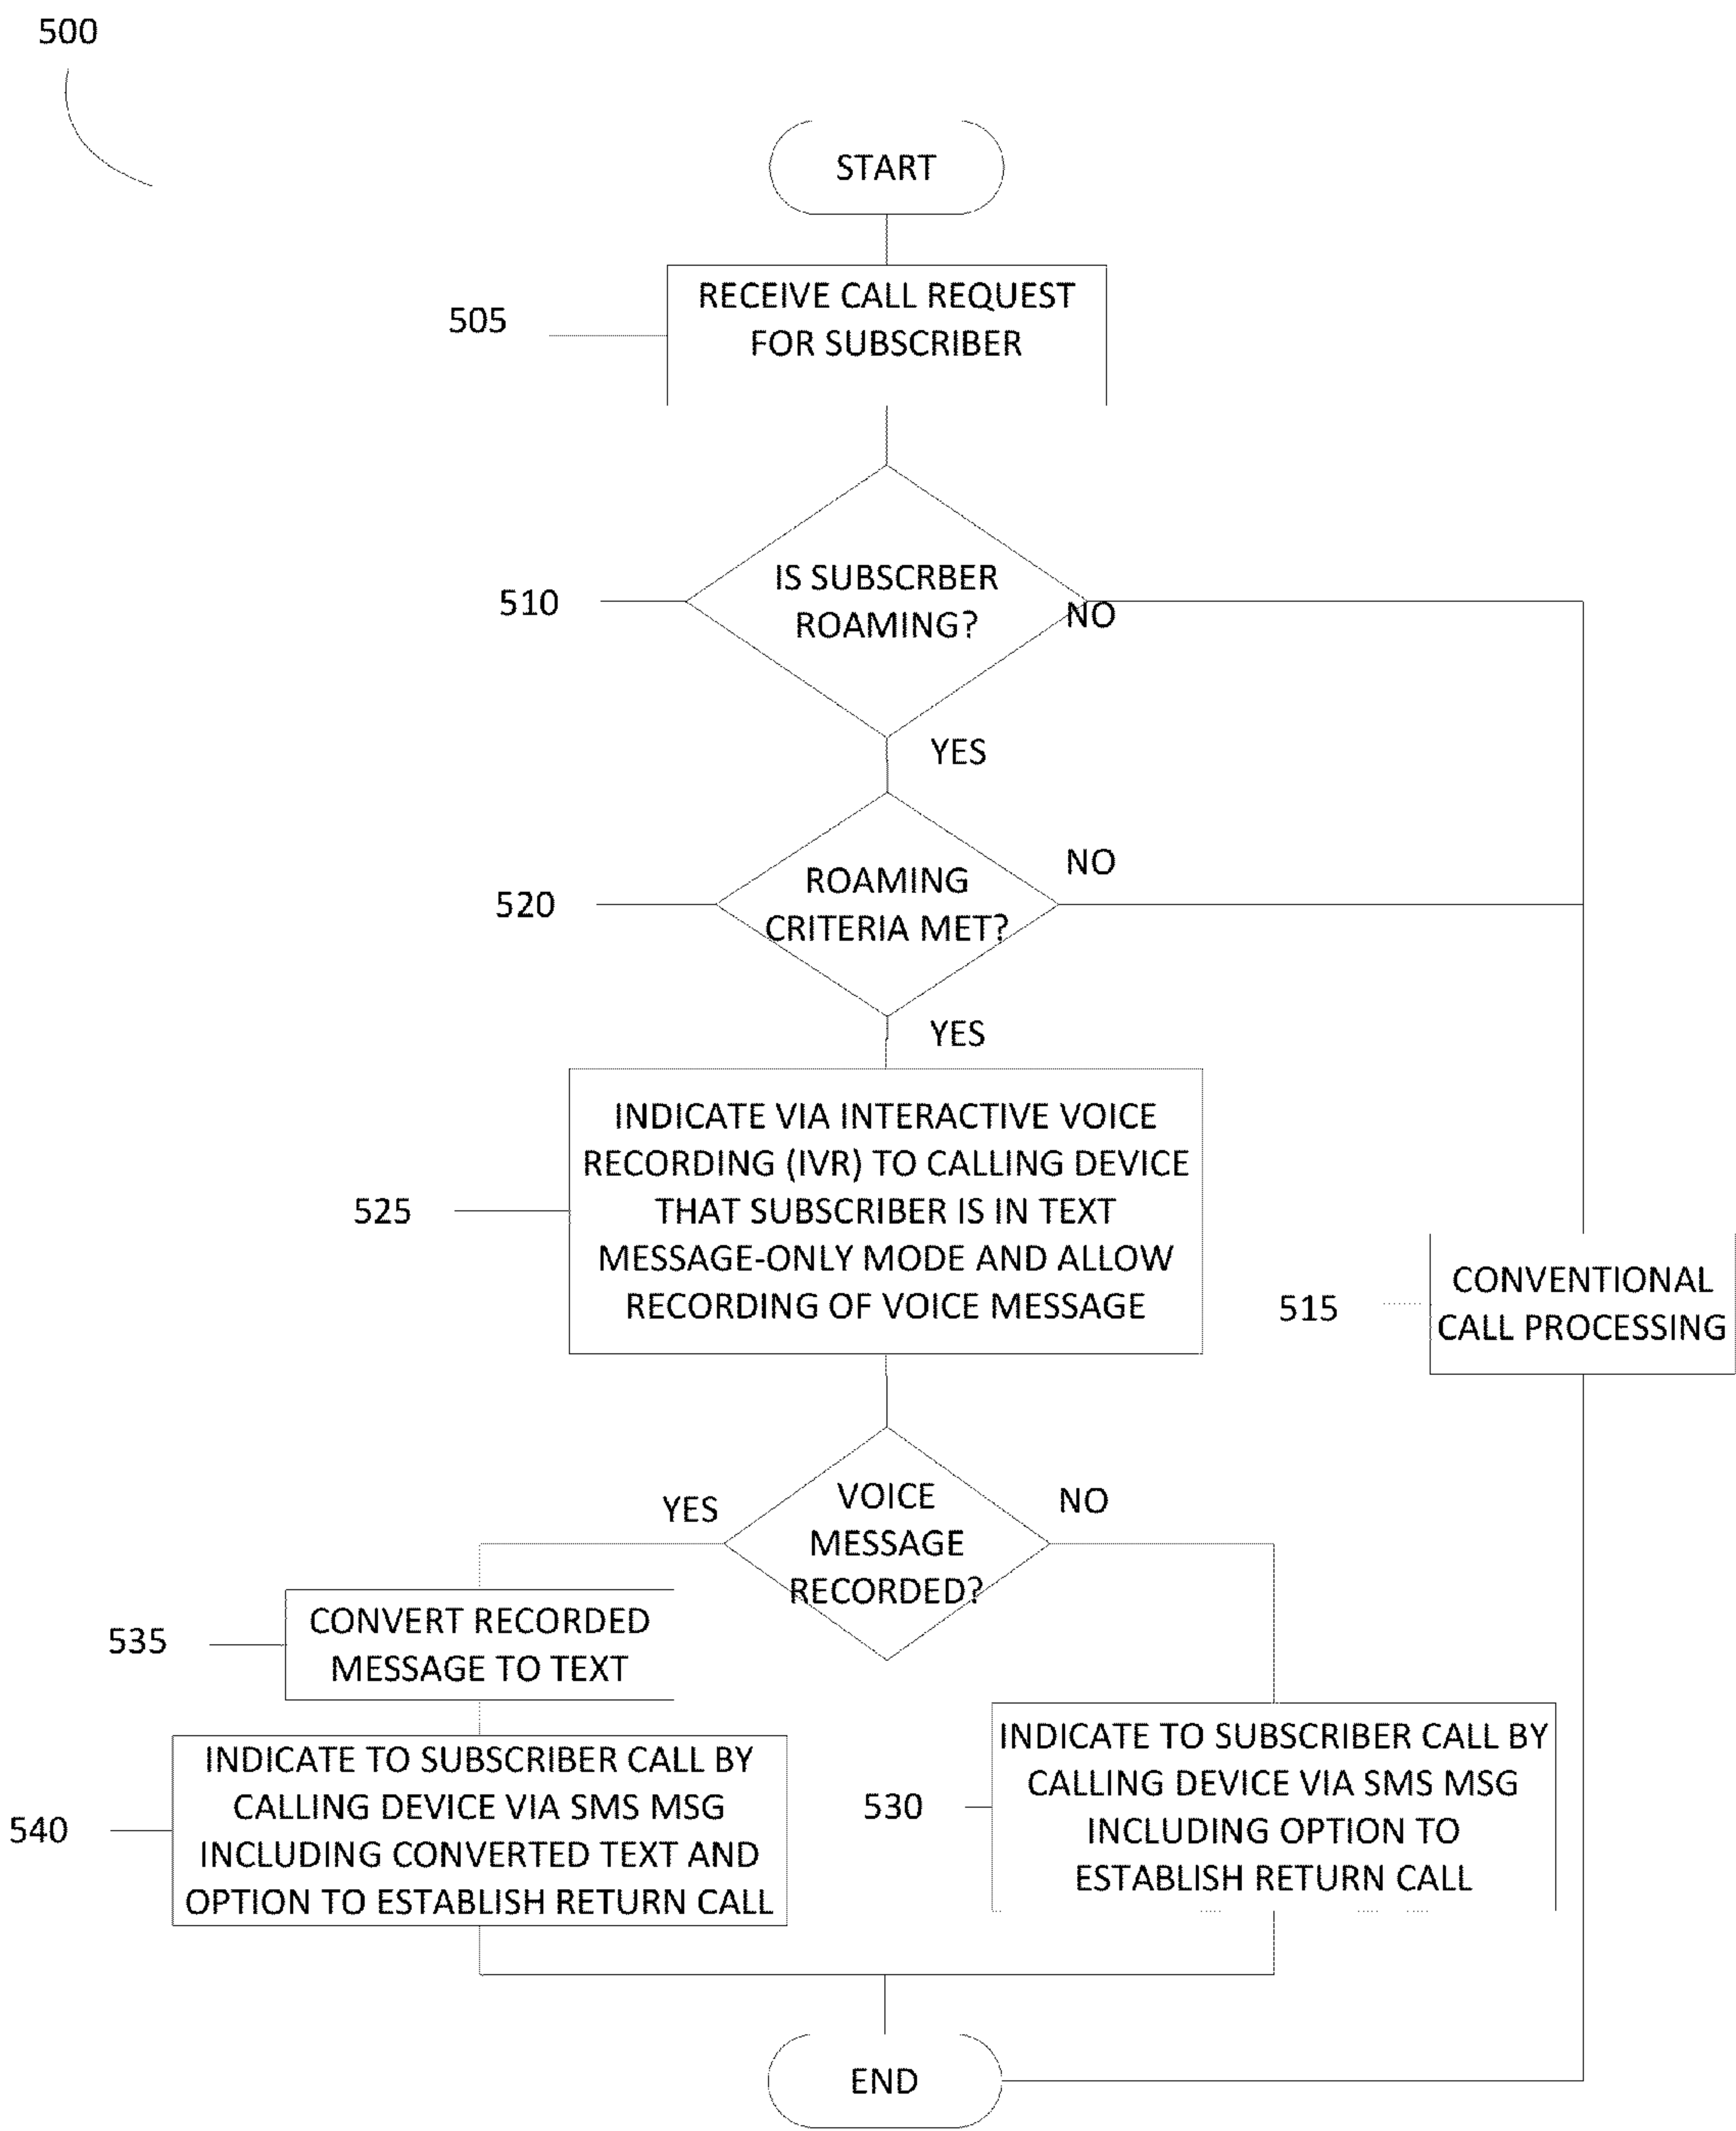 500
START
505
RECEIVE CALL REQUEST
FOR SUBSCRIBER
510
IS SUBSCRBER
ROAMING?
NO
YES
520
ROAMING
CRITERIA MET?
NO
YES
525
INDICATE VIA INTERACTIVE VOICE
RECORDING (IVR) TO CALLING DEVICE
THAT SUBSCRIBER IS IN TEXT
MESSAGE-ONLY MODE AND ALLOW
RECORDING OF VOICE MESSAGE
515
CONVENTIONAL
CALL PROCESSING
YES
VOICE
MESSAGE
RECORDED?
NO
535
CONVERT RECORDED
MESSAGE TO TEXT
540
INDICATE TO SUBSCRIBER CALL BY
CALLING DEVICE VIA SMS MSG
INCLUDING CONVERTED TEXT AND
OPTION TO ESTABLISH RETURN CALL
530
INDICATE TO SUBSCRIBER CALL BY
CALLING DEVICE VIA SMS MSG
INCLUDING OPTION TO
ESTABLISH RETURN CALL
END